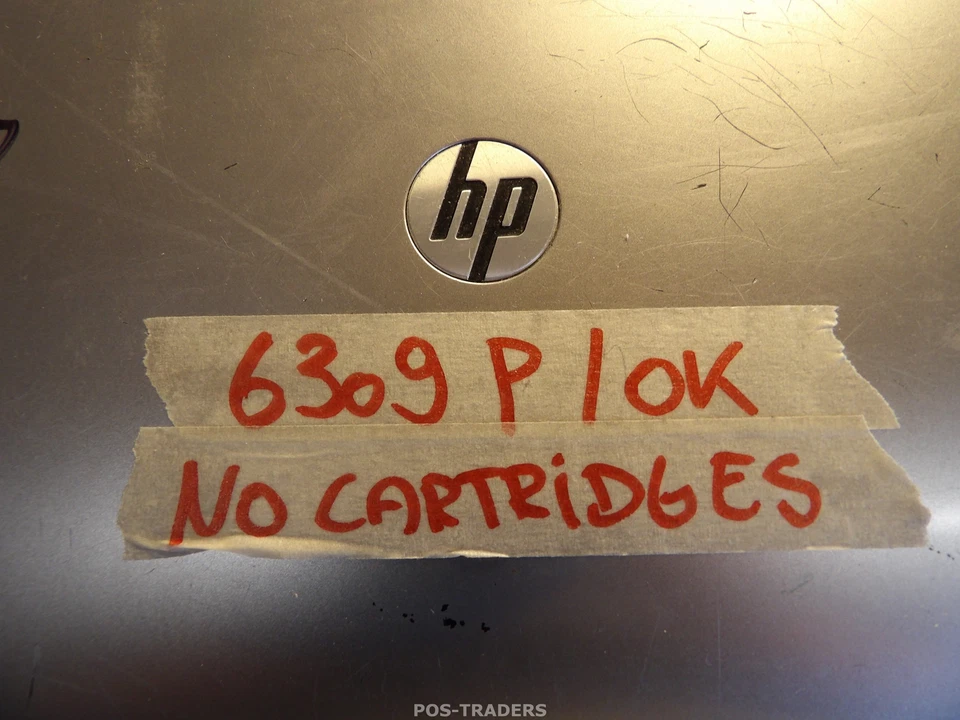 hp
6309 P / OK
NO CARTRiDGES
POS-TRADERS